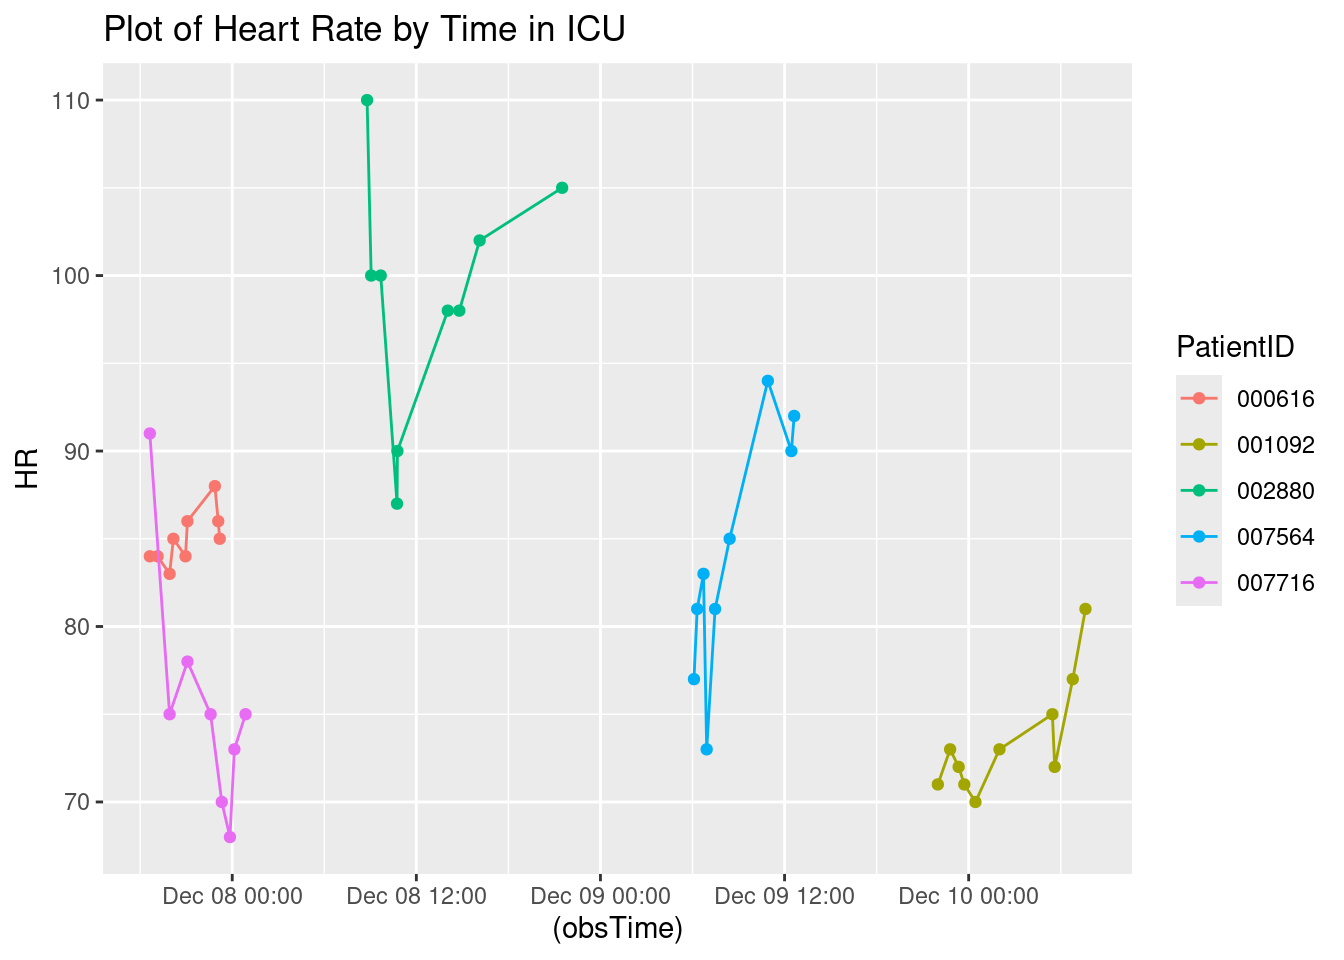 Plot of Heart Rate by Time in ICU
110
100
90
80
70
HR
Dec 08 00:00
Dec 08 12:00
Dec 09 00:00
Dec 09 12:00
Dec 10 00:00
(obsTime)
PatientID
000616
001092
002880
007564
007716